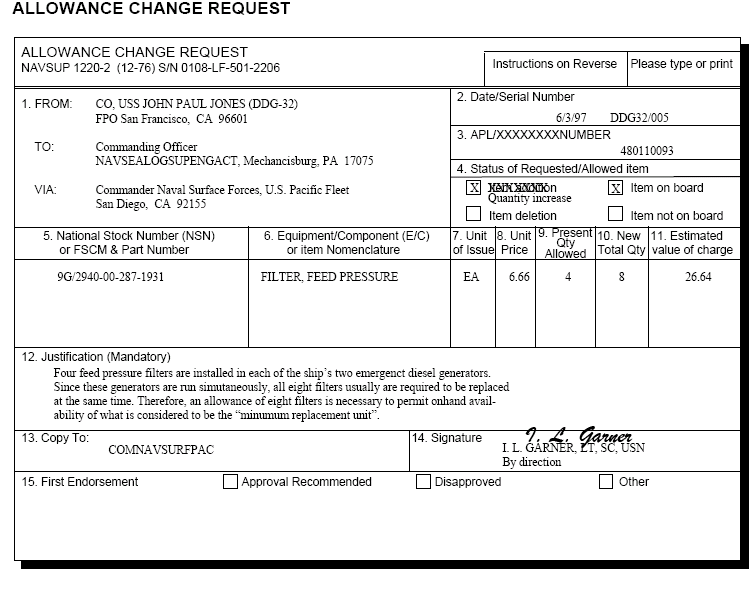 ALLOWANCE CHANGE REQUEST
ALLOWANCE CHANGE REQUEST
NAVSUP 1220-2 (12-76) S/N 0108-LF-501-2206
Instructions on Reverse
Please type or print
1. FROM: CO, USS JOHN PAUL JONES (DDG-32)
FPO San Francisco, CA 96601
TO: Commanding Officer
NAVSEALOGSUPENGACT, Mechancisburg, PA 17075
VIA: Commander Naval Surface Forces, U.S. Pacific Fleet
San Diego, CA 92155
2. Date/Serial Number
6/3/97 DDG32/005
3. APL/XXXXXXXXNUMBER
480110093
4. Status of Requested/Allowed item
X
Quantity increase
X Item on board
Item deletion
Item not on board
5. National Stock Number (NSN)
or FSCM & Part Number
6. Equipment/Component (E/C)
or item Nomenclature
7. Unit
of Issue
8. Unit
Price
9. Present
Qty
Allowed
10. New
Total Qty
11. Estimated
value of charge
9G/2940-00-287-1931 FILTER, FEED PRESSURE EA 6.66 4 8 26.64
12. Justification (Mandatory)
Four feed pressure filters are installed in each of the ship's two emergenct diesel generators.
Since these generators are run simutaneously, all eight filters usually are required to be replaced
at the same time. Therefore, an allowance of eight filters is necessary to permit onhand avail-
ability of what is considered to be the “minumum replacement unit”.
13. Copy To:
COMNAVSURFPAC
14. Signature
I. L. Garner
I. L. GARNER, LT, SC, USN
By direction
15. First Endorsement
Approval Recommended
Disapproved
Other